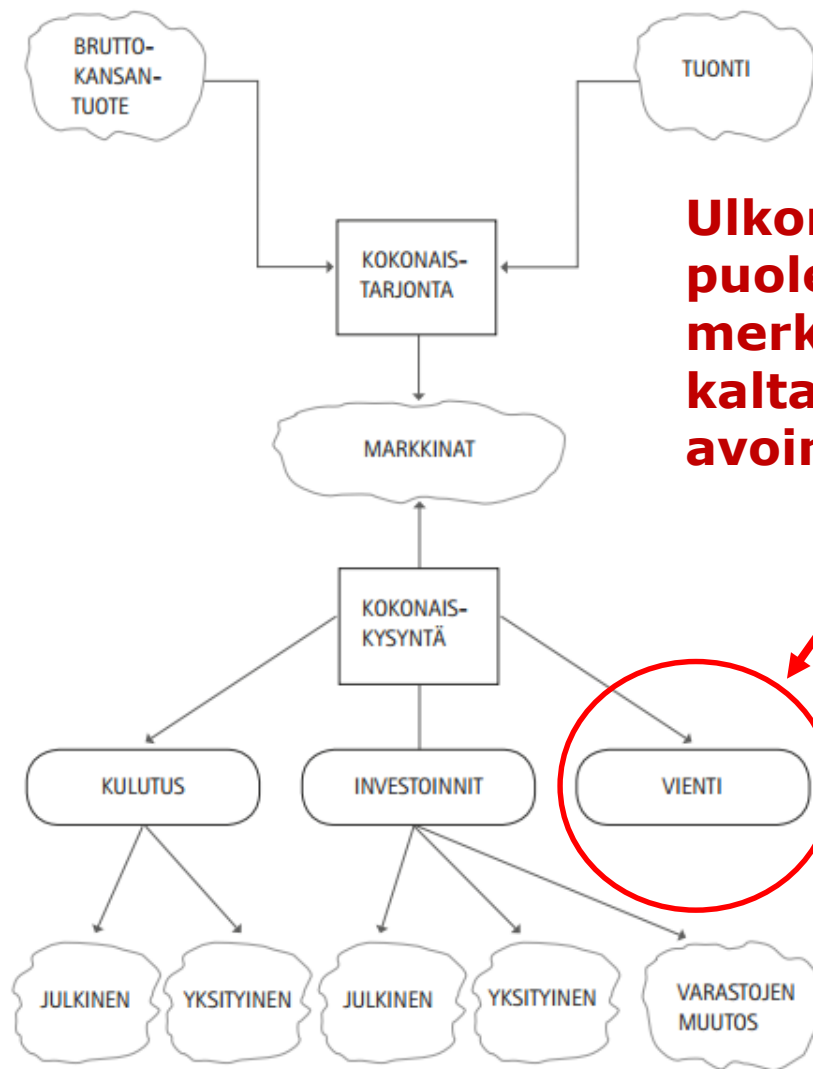 BRUTTO-
KANSAN-
TUOTE
TUONTI
KOKONAIS-
TARJONTA
MARKKINAT
KOKONAIS-
KYSYNTÄ
KULUTUS
INVESTOINNIT
VIENTI
JULKINEN
YKSITYINEN
JULKINEN
YKSITYINEN
VARASTOJEN
MUUTOS